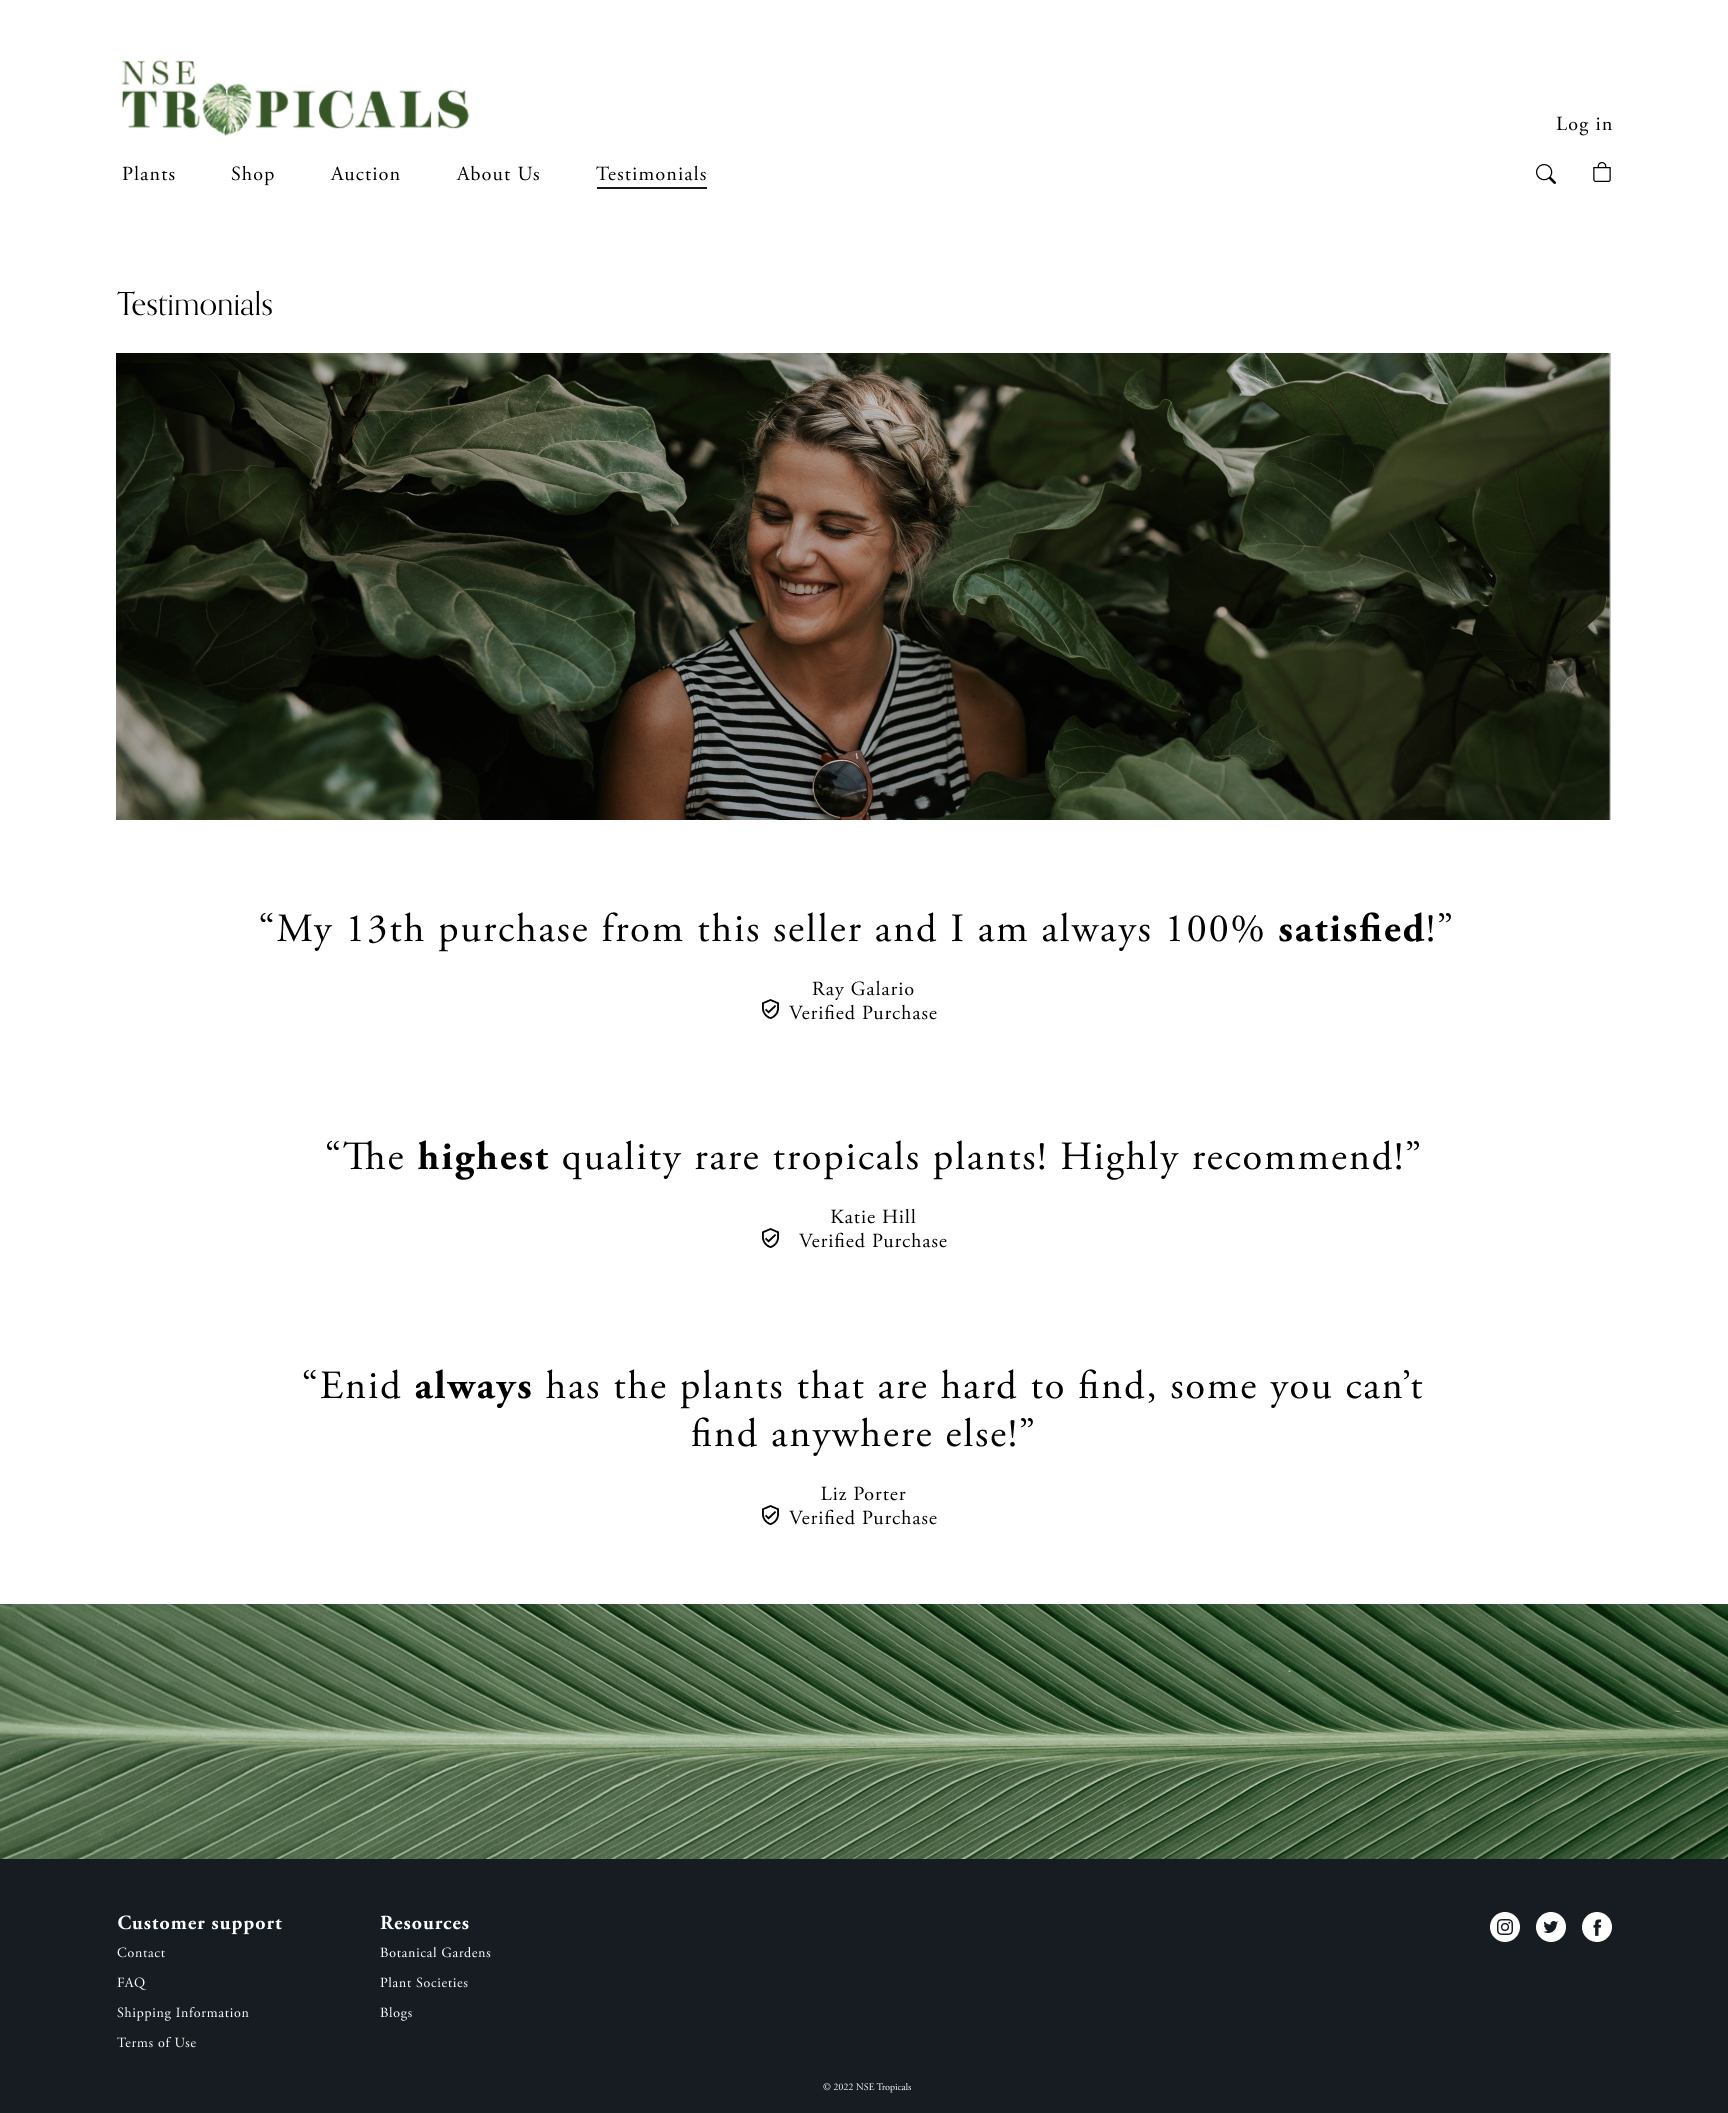 NSE
TROPICALS
Log in
Plants Shop Auction About Us Testimonials
Testimonials
“My 13th purchase from this seller and I am always 100% satisfied!”
Ray Galario
Verified Purchase
“The highest quality rare tropicals plants! Highly recommend!”
Katie Hill
Verified Purchase
“Enid always has the plants that are hard to find, some you can’t
find anywhere else!”
Liz Porter
Verified Purchase
Customer support
Contact
FAQ
Shipping Information
Terms of Use
Resources
Botanical Gardens
Plant Societies
Blogs
© 2022 NSE Tropicals